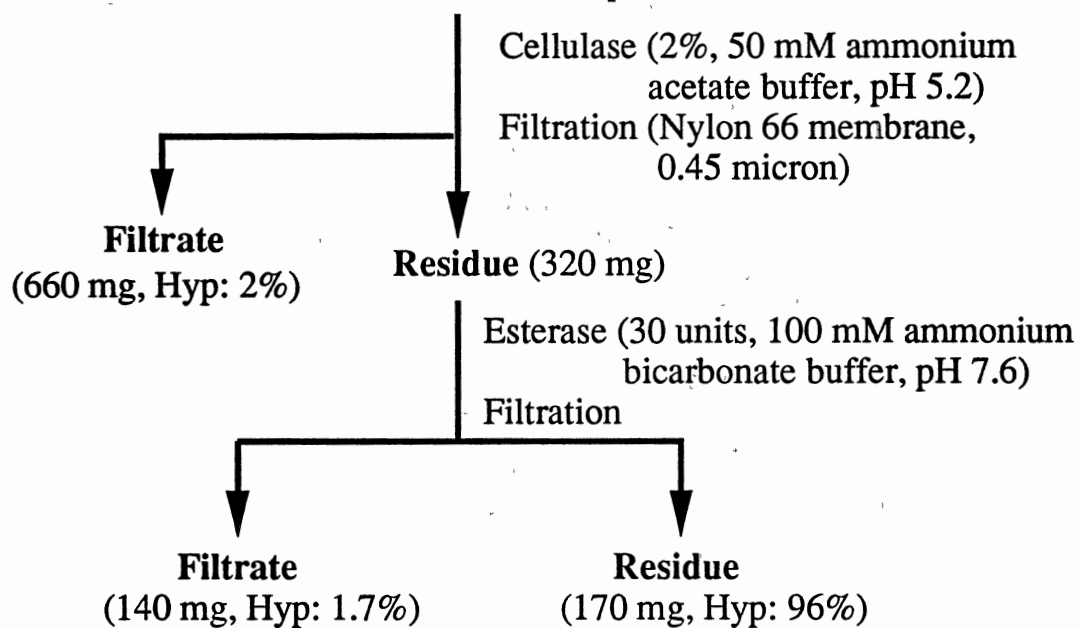 Cellulase (2%, 50 mM ammonium
acetate buffer, pH 5.2)
Filtration (Nylon 66 membrane,
0.45 micron)
Filtrate
(660 mg, Hyp: 2%)
Residue (320 mg)
Esterase (30 units, 100 mM ammonium
bicarbonate buffer, pH 7.6)
Filtration
Filtrate
(140 mg, Hyp: 1.7%)
Residue
(170 mg, Hyp: 96%)